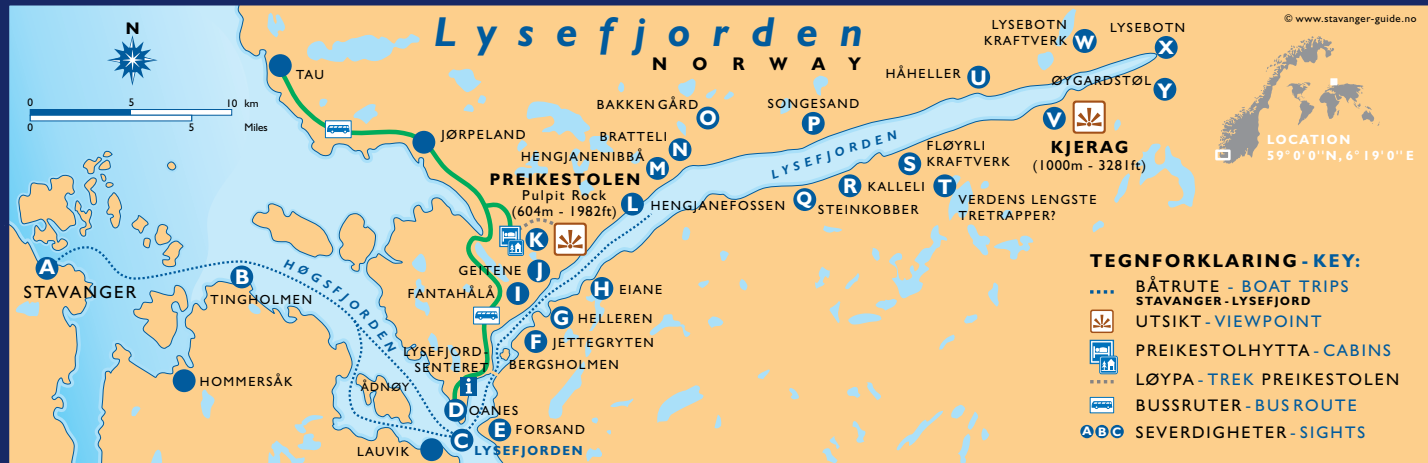 © www.stavanger-guide.no
Lysefjorden
NORWAY
N
0 5 10 km
0 5 Miles
TAU
JØRPELAND
LYSEBOTN
KRAFTVERK
W
LYSEBOTN
X
HÅHELLER
U
ØYGARDSTØL
Y
BAKKEN GÅRD
O
SONGESAND
P
V
KJERAG
(1000m - 3281ft)
LOCATION
59°0'0"N, 6°19'0"E
BRATTELI
N
HENGJANENIBBÅ
M
LYSEFJORDEN
FLØYRLI
KRAFTVERK
S
PREIKESTOLEN
Pulpit Rock
(604m - 1982ft)
L
HENGJANEFOSSEN
Q
STEINKOBBER
R
KALLELI
T
VERDENS LENGSTE
TRETRAPPER?
K
A
STAVANGER
B
TINGHOLMEN
HØGSFJORDEN
GEITENE
J
FANTAHÅLÅ
I
H
EIANE
G
HELLEREN
F
JETTEGRYTEN
LYSEFJORD-
SENTERET
i
BERGSHOLMEN
HOMMERSÅK
ÅDNØY
D
OANES
E
FORSAND
C
LYSEFJORDEN
LAUVIK
TEGNFORKLARING - KEY:
BÅTRUTE - BOAT TRIPS
STAVANGER - LYSEFJORD
UTSIKT - VIEWPOINT
PREIKESTOLHYTTA - CABINS
LØYPA - TREK PREIKESTOLEN
BUSSRUTER - BUSROUTE
A B C SEVERDIGHETER - SIGHTS